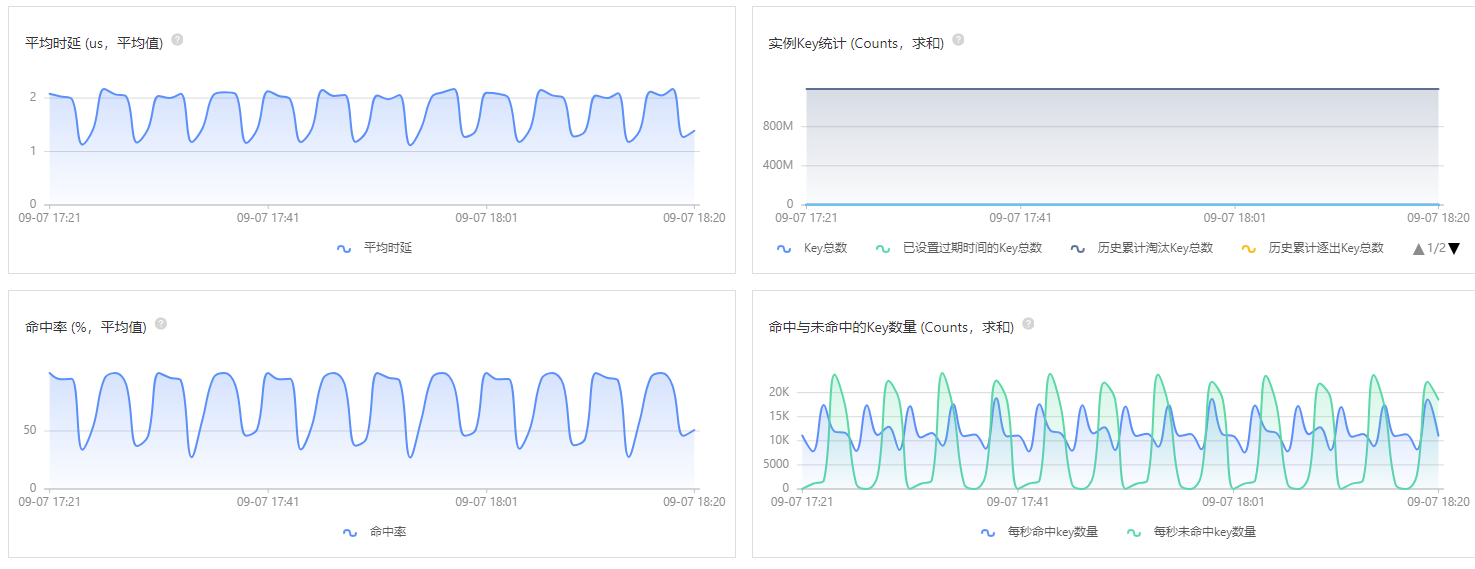 平均时延 (us，平均值) ?
2
1
0
09-07 17:21 09-07 17:41 09-07 18:01 09-07 18:20
平均时延
实例Key统计 (Counts，求和) ?
800M
400M
0
09-07 17:21 09-07 17:41 09-07 18:01 09-07 18:20
Key总数 已设置过期时间的Key总数 历史累计淘汰Key总数 历史累计逐出Key总数 1/2
命中率 (%，平均值) ?
50
0
09-07 17:21 09-07 17:41 09-07 18:01 09-07 18:20
命中率
命中与未命中的Key数量 (Counts，求和) ?
20K
15K
10K
5000
0
09-07 17:21 09-07 17:41 09-07 18:01 09-07 18:20
每秒命中key数量 每秒未命中key数量